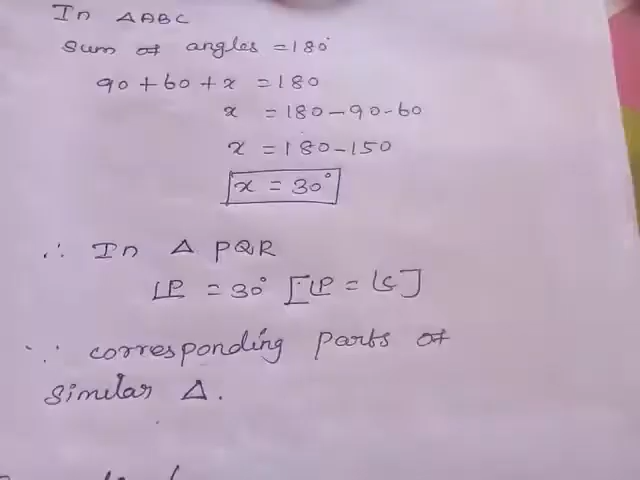 In △ABC
Sum of angles = 180°
90 + 60 + x = 180
x = 180 - 90 - 60
x = 180 - 150
x = 30°
∴ In △ PQR
∠P = 30° [∠P = ∠C]
∵ corresponding parts of
similar △.